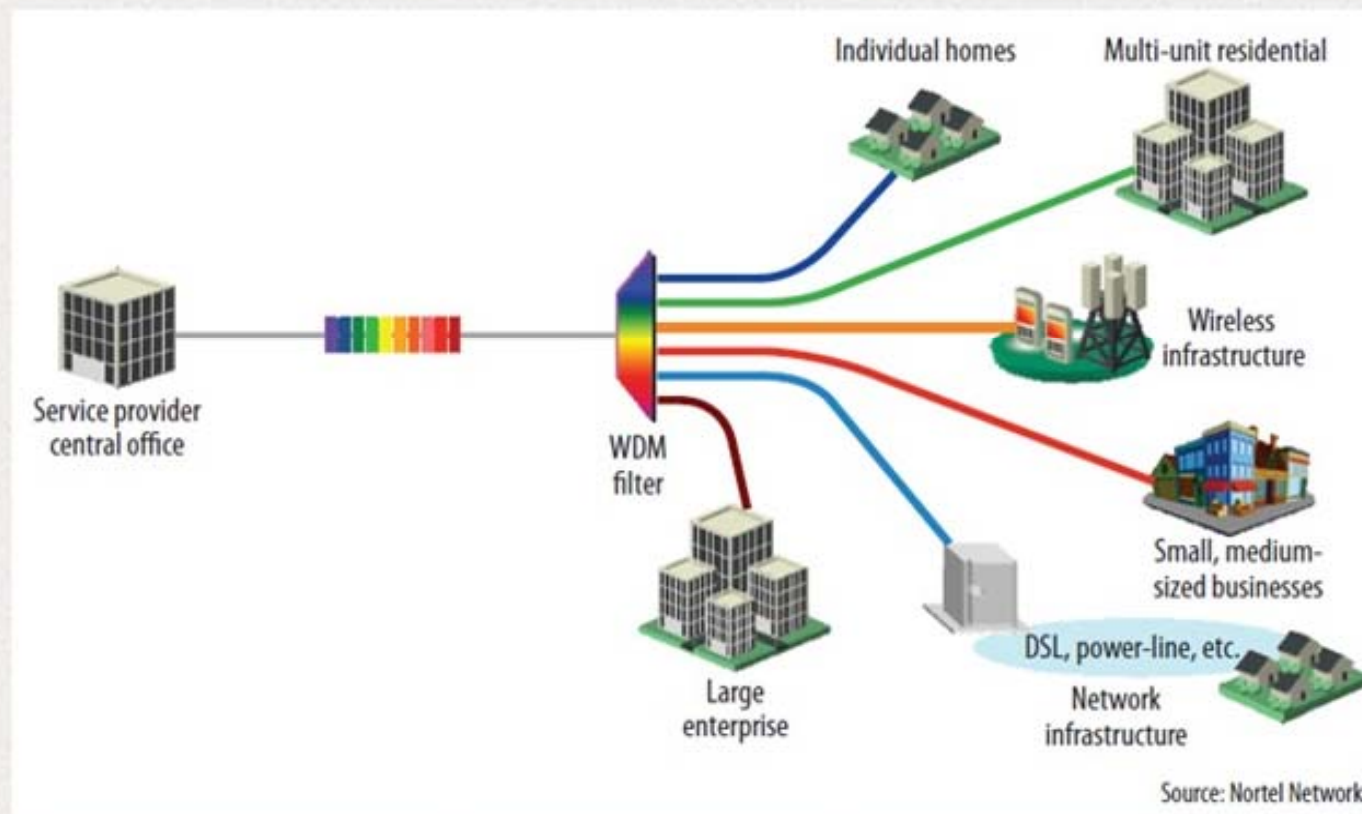 Individual homes
Multi-unit residential
Service provider
central office
WDM
filter
Wireless
infrastructure
Small, medium-
sized businesses
Large
enterprise
DSL, power-line, etc.
Network
infrastructure
Source: Nortel Network